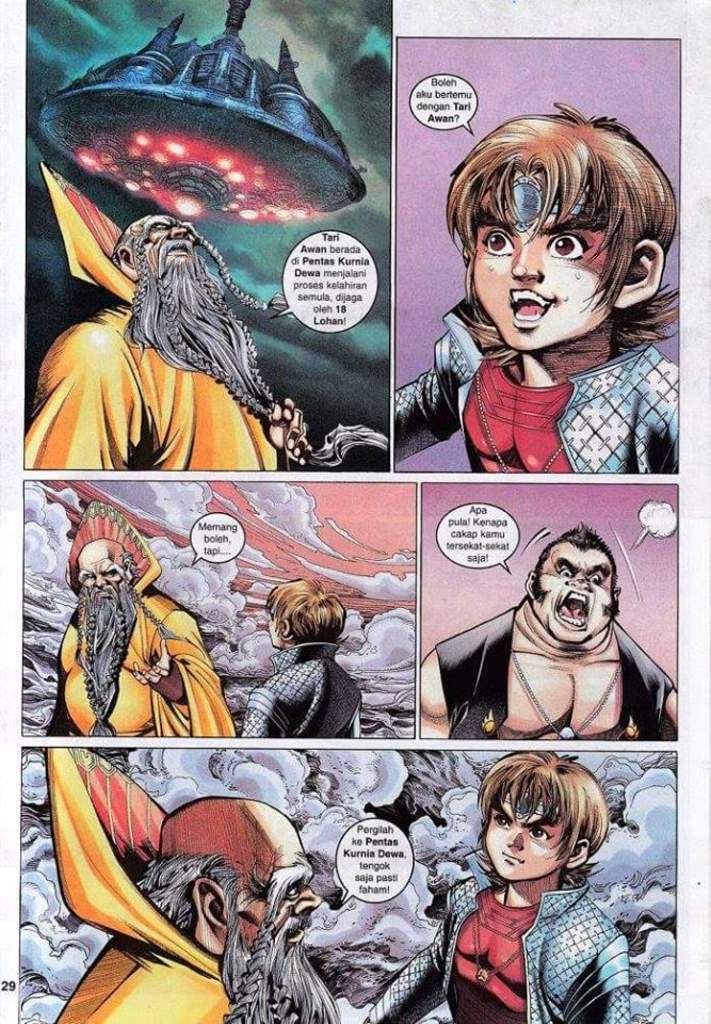 Tari
Awan berada
di Pentas Kurnia
Dewa menjalani
proses kelahiran
semula, dijaga
oleh 18
Lohan!
Boleh
aku bertemu
dengan Tari
Awan?
Memang
boleh,
tapi....
Apa
pula! Kenapa
cakap kamu
tersekat-sekat
saja!
Pergilah
ke Pentas
Kurnia Dewa,
tengok
saja pasti
faham!
29